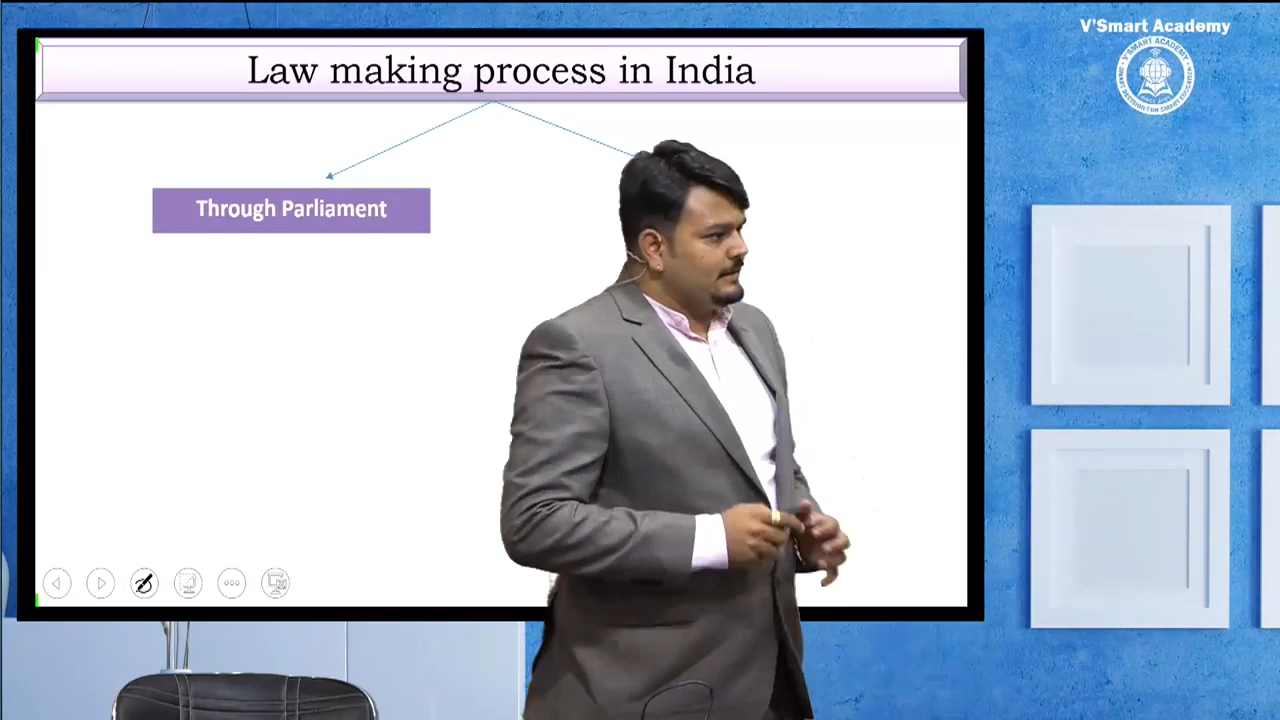 V'Smart Academy
Law making process in India
Through Parliament